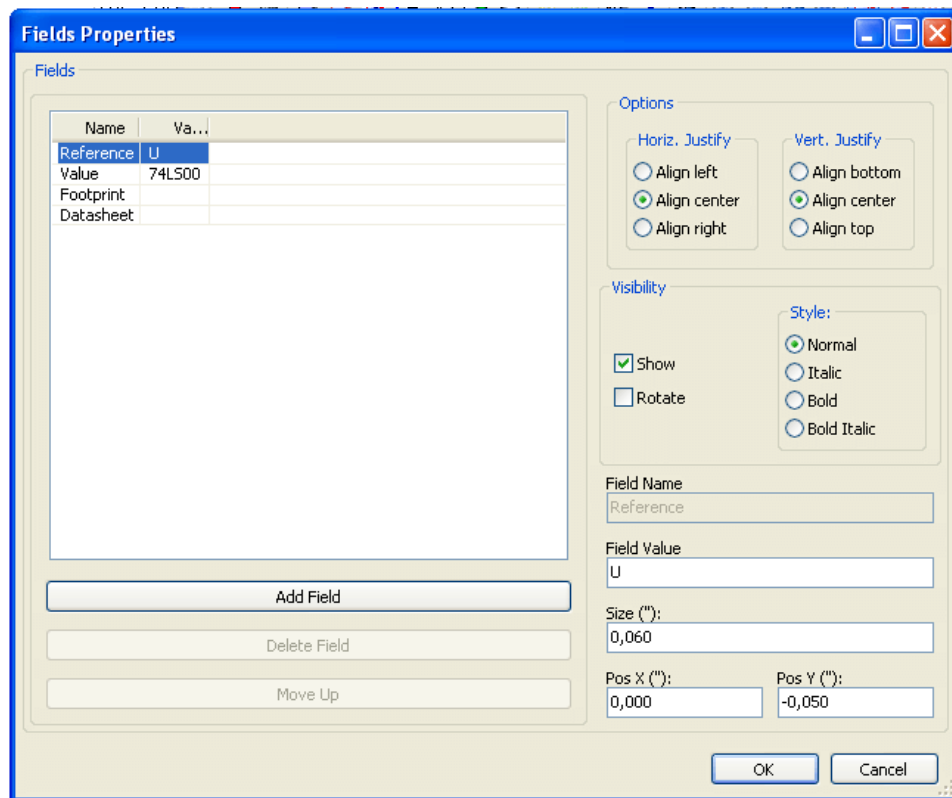 Fields Properties
Fields
Name Va...
Reference U
Value 74LS00
Footprint
Datasheet
Add Field
Delete Field
Move Up
Options
Horiz. Justify
Align left
Align center
Align right
Vert. Justify
Align bottom
Align center
Align top
Visibility
Show
Rotate
Style:
Normal
Italic
Bold
Bold Italic
Field Name
Reference
Field Value
U
Size ("):
0,060
Pos X ("): Pos Y ("):
0,000 -0,050
OK Cancel